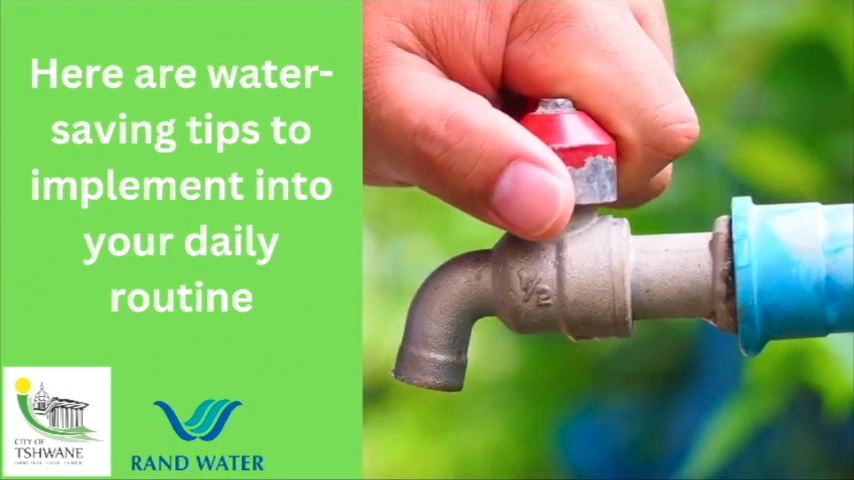 Here are water-
saving tips to
implement into
your daily
routine
1/2
CITY OF
TSHWANE
RAND WATER